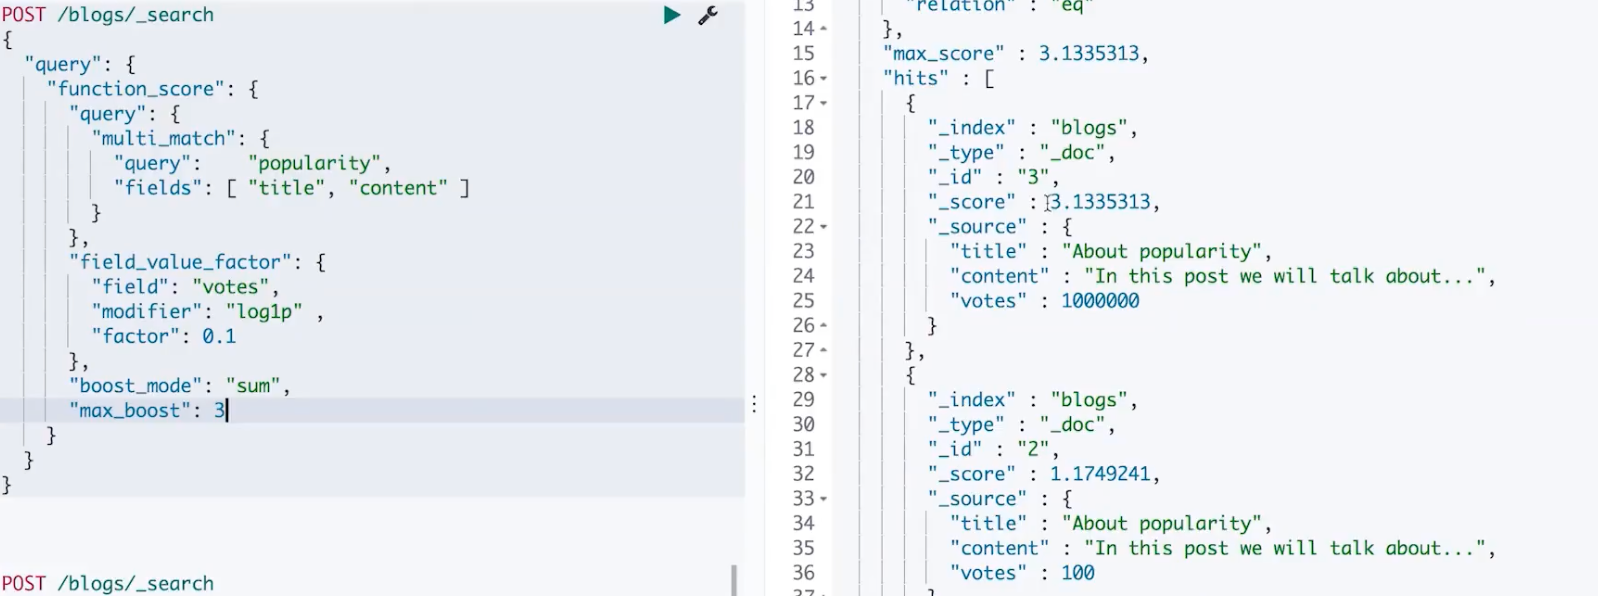 POST /blogs/_search
{
"query": {
"function_score": {
"query": {
"multi_match": {
"query":    "popularity",
"fields": [ "title", "content" ]
}
},
"field_value_factor": {
"field": "votes",
"modifier": "log1p" ,
"factor": 0.1
},
"boost_mode": "sum",
"max_boost": 3
}
}
}
POST /blogs/_search
13 "relation" : "eq"
14 },
15 "max_score" : 3.1335313,
16 "hits" : [
17 {
18 "_index" : "blogs",
19 "_type" : "_doc",
20 "_id" : "3",
21 "_score" : 3.1335313,
22 "_source" : {
23 "title" : "About popularity",
24 "content" : "In this post we will talk about...",
25 "votes" : 1000000
26 }
27 },
28 {
29 "_index" : "blogs",
30 "_type" : "_doc",
31 "_id" : "2",
32 "_score" : 1.1749241,
33 "_source" : {
34 "title" : "About popularity",
35 "content" : "In this post we will talk about...",
36 "votes" : 100
37 }